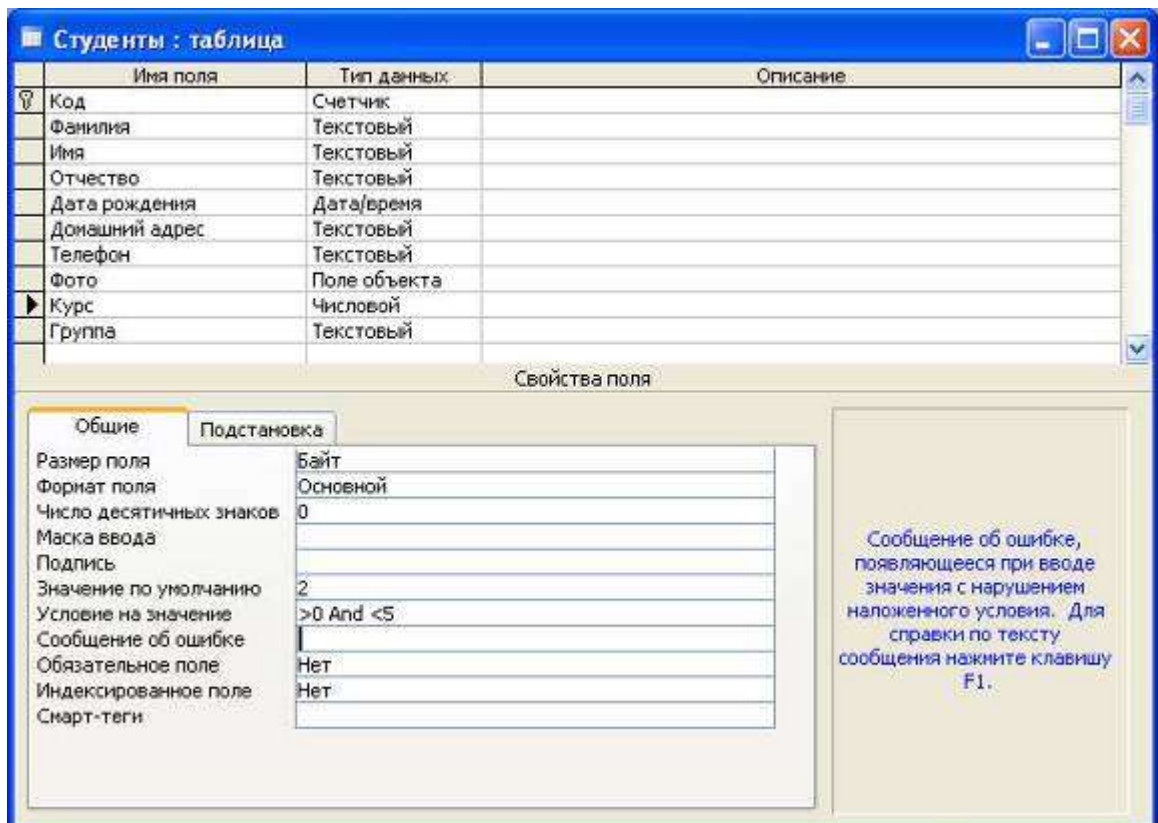 Студенты : таблица
Имя поля Тип данных Описание
Код Счетчик
Фамилия Текстовый
Имя Текстовый
Отчество Текстовый
Дата рождения Дата/время
Домашний адрес Текстовый
Телефон Текстовый
Фото Поле объекта
Курс Числовой
Группа Текстовый
Свойства поля
Общие Подстановка
Размер поля Байт
Формат поля Основной
Число десятичных знаков 0
Маска ввода
Подпись
Значение по умолчанию 2
Условие на значение >0 And <5
Сообщение об ошибке
Обязательное поле Нет
Индексированное поле Нет
Смарт-теги
Сообщение об ошибке,
появляющееся при вводе
значения с нарушением
наложенного условия. Для
справки по тексту
сообщения нажмите клавишу
F1.